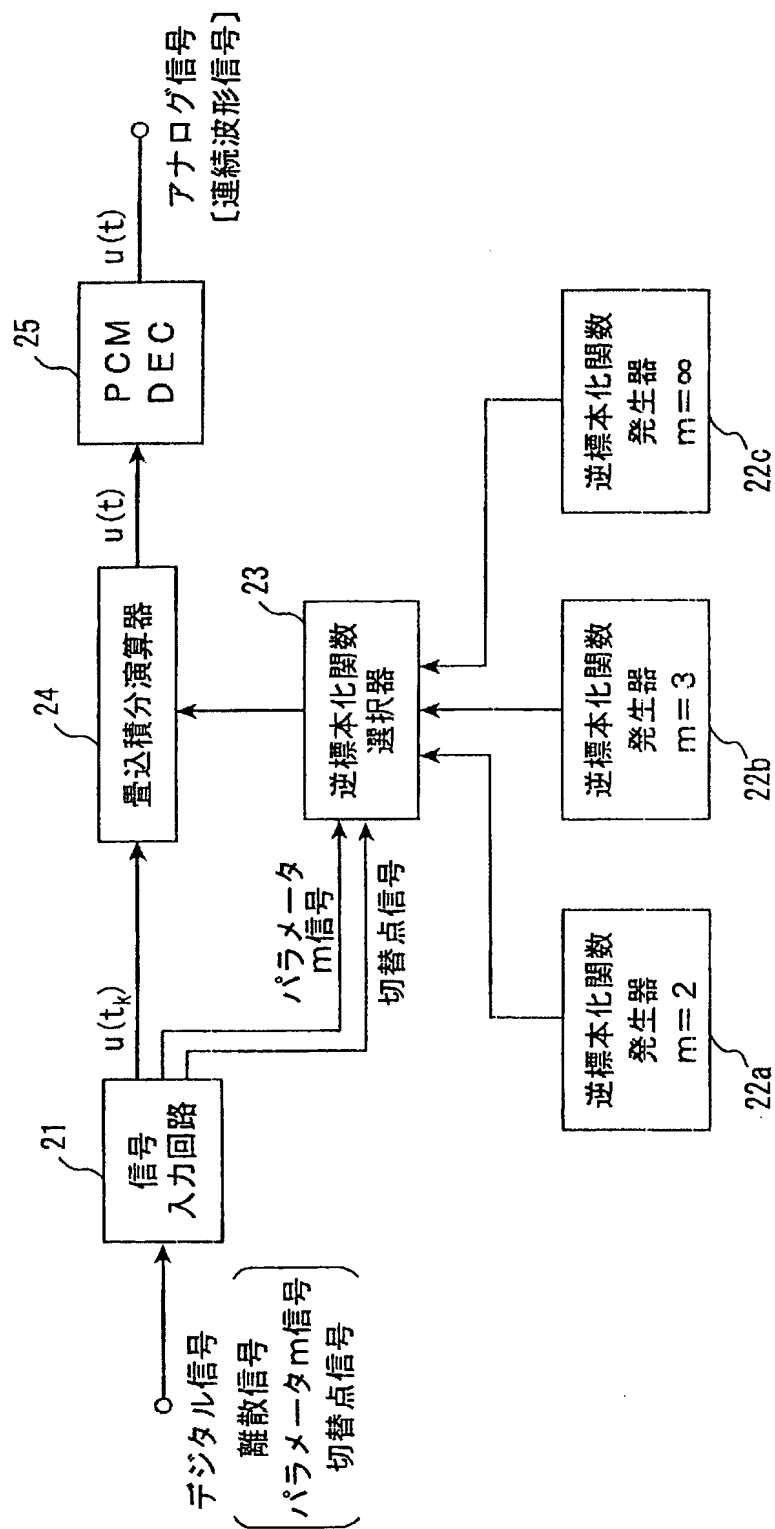 デジタル信号
離散信号
パラメータm信号
切替点信号
21
信号
入力回路
u(tk)
パラメータ
m信号
切替点信号
24
畳込積分演算器
u(t)
25
PCM
DEC
u(t)
アナログ信号
[連続波形信号]
23
逆標本化関数
選択器
逆標本化関数
発生器
m=2
22a
逆標本化関数
発生器
m=3
22b
逆標本化関数
発生器
m=∞
22c